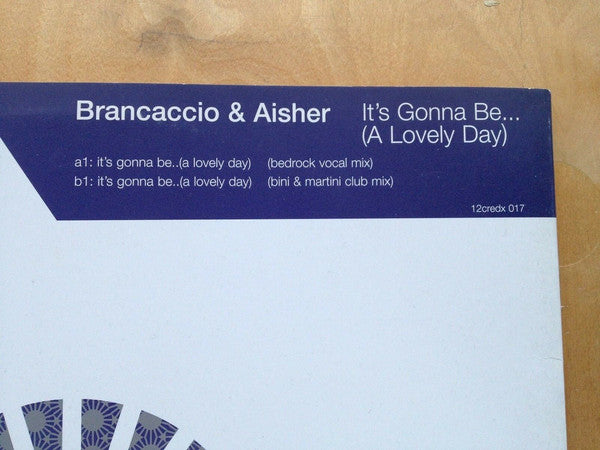 Brancaccio & Aisher It's Gonna Be...
(A Lovely Day)
a1: it's gonna be..(a lovely day) (bedrock vocal mix)
b1: it's gonna be..(a lovely day) (bini & martini club mix)
12credx 017